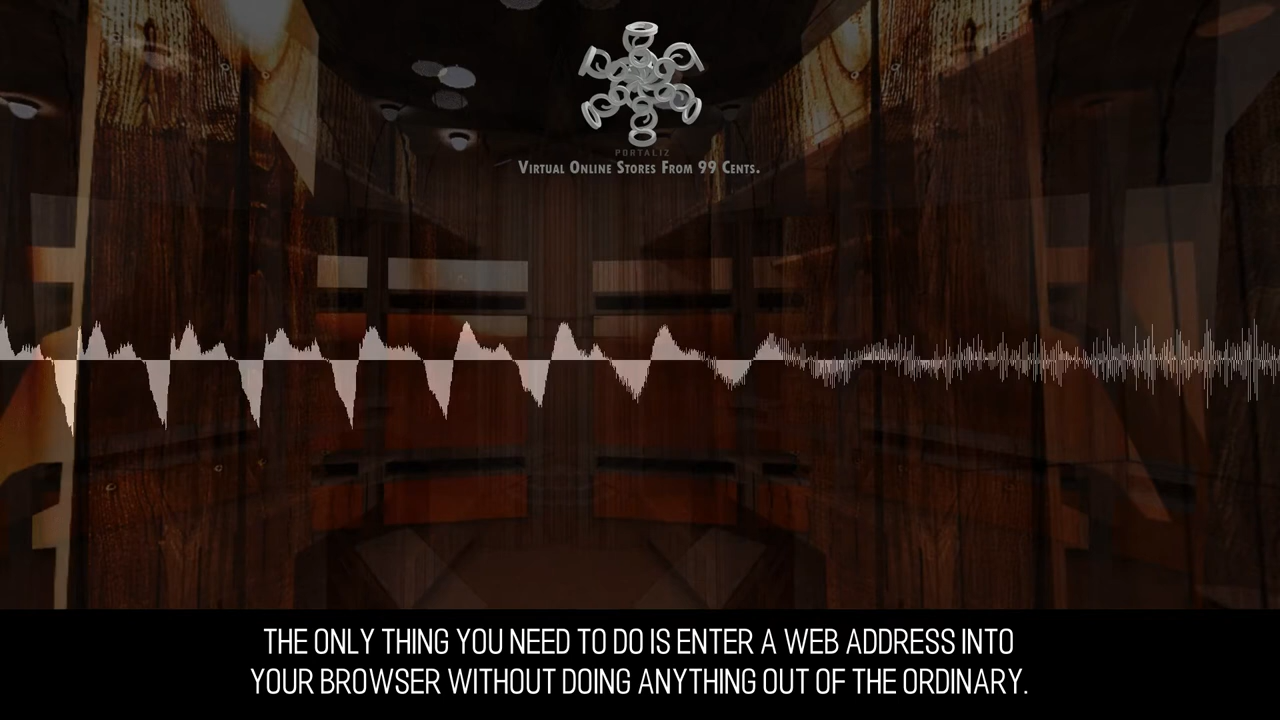 PORTALIZ
Virtual Online Stores From 99 Cents.
THE ONLY THING YOU NEED TO DO IS ENTER A WEB ADDRESS INTO
YOUR BROWSER WITHOUT DOING ANYTHING OUT OF THE ORDINARY.